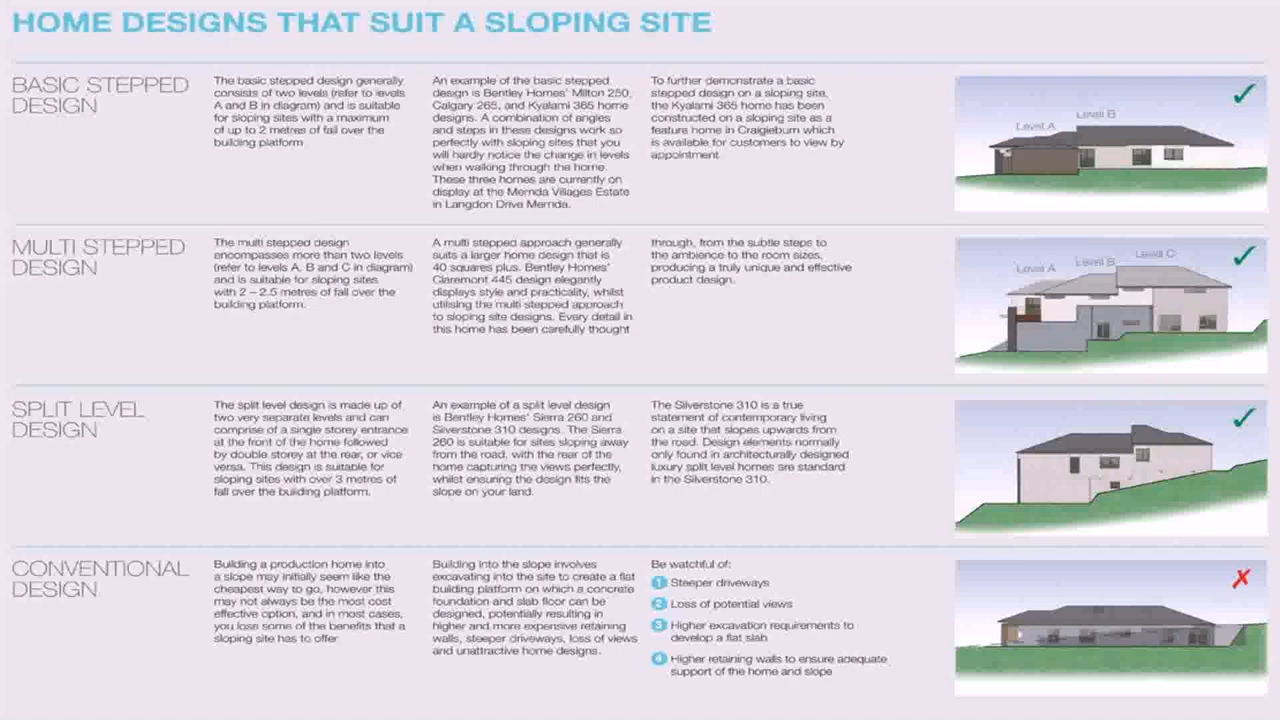 HOME DESIGNS THAT SUIT A SLOPING SITE
BASIC STEPPED
DESIGN
The basic stepped design generally
consists of two levels (refer to levels
A and B in diagram) and is suitable
for sloping sites with a maximum
of up to 2 metres of fall over the
building platform
An example of the basic stepped
design is Bentley Homes' Milton 250,
Calgary 265, and Kyalami 365 home
designs. A combination of angles
and steps in these designs work so
perfectly with sloping sites that you
will hardly notice the change in levels
when walking through the home.
These three homes are currently on
display at the Mernda Villages Estate
in Langdon Drive Mernda.
To further demonstrate a basic
stepped design on a sloping site,
the Kyalami 365 home has been
constructed on a sloping site as a
feature home in Craigieburn which
is available for customers to view by
appointment
Level A
Level B
MULTI STEPPED
DESIGN
The multi stepped design
encompasses more than two levels
(refer to levels A, B and C in diagram)
and is suitable for sloping sites
with 2 – 2.5 metres of fall over the
building platform.
A multi stepped approach generally
suits a larger home design that is
40 squares plus. Bentley Homes'
Claremont 445 design elegantly
displays style and practicality, whilst
utilising the multi stepped approach
to sloping site designs. Every detail in
this home has been carefully thought
through, from the subtle steps to
the ambience to the room sizes,
producing a truly unique and effective
product design.
Level A
Level B
Level C
SPLIT LEVEL
DESIGN
The split level design is made up of
two very separate levels and can
comprise of a single storey entrance
at the front of the home followed
by double storey at the rear, or vice
versa. This design is suitable for
sloping sites with over 3 metres of
fall over the building platform.
An example of a split level design
is Bentley Homes' Sierra 260 and
Silverstone 310 designs. The Sierra
260 is suitable for sites sloping away
from the road, with the rear of the
home capturing the views perfectly,
whilst ensuring the design fits the
slope on your land.
The Silverstone 310 is a true
statement of contemporary living
on a site that slopes upwards from
the road. Design elements normally
only found in architecturally designed
luxury split level homes are standard
in the Silverstone 310.
CONVENTIONAL
DESIGN
Building a production home into
a slope may initially seem like the
cheapest way to go, however this
may not always be the most cost
effective option, and in most cases,
you lose some of the benefits that a
sloping site has to offer
Building into the slope involves
excavating into the site to create a flat
building platform on which a concrete
foundation and slab floor can be
designed, potentially resulting in
higher and more expensive retaining
walls, steeper driveways, loss of views
and unattractive home designs.
Be watchful of:
1 Steeper driveways
2 Loss of potential views
3 Higher excavation requirements to
develop a flat slab
4 Higher retaining walls to ensure adequate
support of the home and slope